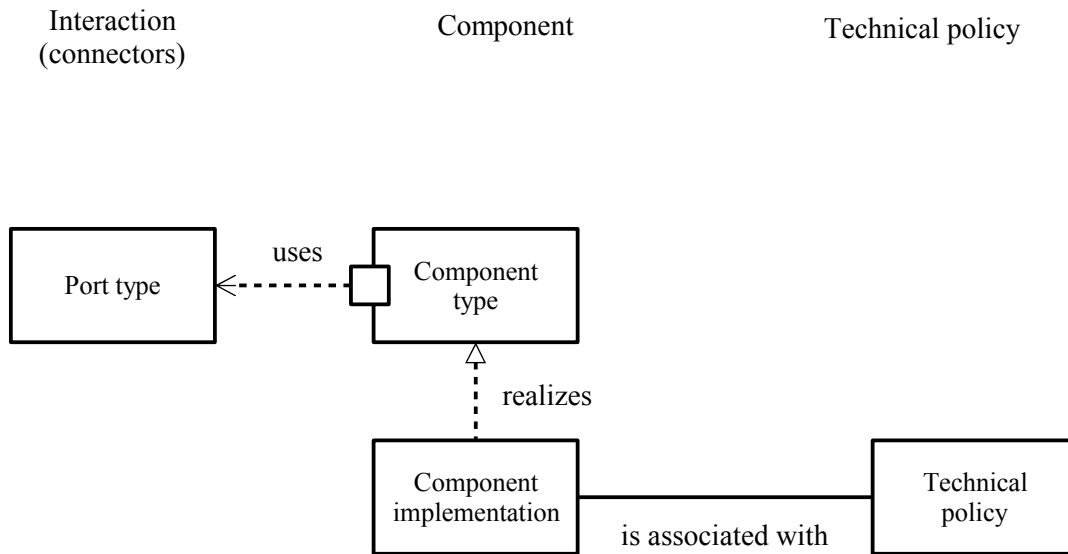 Interaction
(connectors)
Component
Technical policy
uses
Port type
Component
type
realizes
Component
implementation
Technical
policy
is associated with